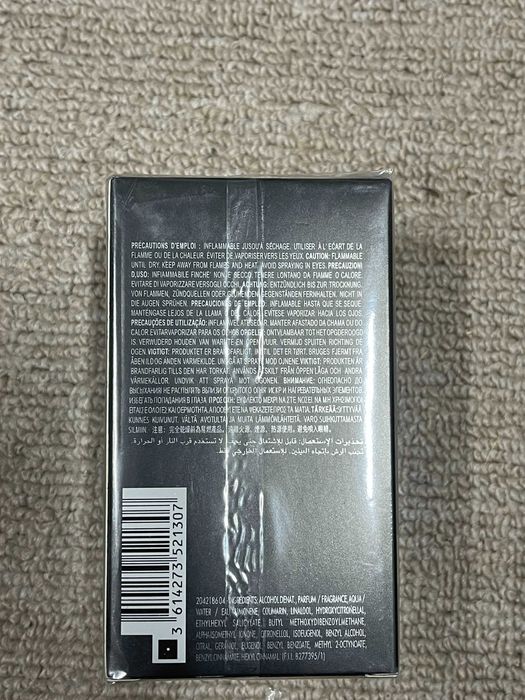 PRÉCAUTIONS D'EMPLOI : INFLAMMABLE JUSQU'À SÉCHAGE. UTILISER À L'ÉCART DE LA
FLAMME OU DE LA CHALEUR. ÉVITER DE VAPORISER VERS LES YEUX. CAUTION: FLAMMABLE
UNTIL DRY. KEEP AWAY FROM FLAMES AND HEAT. AVOID SPRAYING IN EYES. PRECAUZIONI
D,USO: INFIAMMABILE FINCHE' NON È SECCO. TENERE LONTANO DA FIAMME O CALORE.
EVITARE DI VAPORIZZARE VERSO GLI OCCHI. ACHTUNG: ENTZÜNDLICH BIS ZUR TROCKNUNG.
VON FLAMMEN, ZÜNDQUELLEN ODER GEGENSTÄNDEN FERNHALTEN. NICHT IN
DIE AUGEN SPRÜHEN. PRECAUCIONES DE EMPLEO: INFLAMABLE HASTA QUE SE SEQUE
MANTÉNGASE LEJOS DE LA LLAMA O CALOR. EVÍTESE VAPORIZAR HACIA LOS OJOS.
PRECAUÇÕES DE UTILIZAÇÃO: INFLAMÁVEL ATÉ SECAR. MANTER AFASTADO DA CHAMA OU DO
CALOR. EVITAR VAPORIZAR PARA OS OLHOS. OPGELET: ONTVLAMBAAR TOT HET OPGEDROOGD
IS. VERWIJDERD HOUDEN VAN WARMTE EN VUUR. VERMIJD SPUITEN RICHTING DE
OGEN. VIGTIGT: PRODUKTET ER BRANDFARLIGT, INDTIL DET ER TØRT. BRUGES FJERNT FRA
ÅBEN ILD OG ANDEN VARMEKILDE. UNDGÅ AT SPRAYE MOD ØJNENE. VIKTIGT: PRODUKTEN ÄR
BRANDFARLIG TILLS DEN HAR TORKAT. ANVÄNDS SKILT FRÅN ÖPPEN LÅGA OCH ANDRA
VÄRMEKÄLLOR. UNDVIK ATT SPRAYA MOT ÖGONEN. ВНИМАНИЕ: ОГНЕОПАСНО ДО
ВЫСЫХАНИЯ. НЕ РАСПЫЛЯТЬ ВБЛИЗИ ОТКРЫТОГО ОГНЯ, ИСКР И НАГРЕВАТЕЛЬНЫХ ЭЛЕМЕНТОВ.
ИЗБЕГАТЬ ПОПАДАНИЯ В ГЛАЗА. ΠΡΟΣΟΧΗ: ΕΥΦΛΕΚΤΟ ΜΕΧΡΙ ΝΑ ΣΤΕΓΝΩΣΕΙ. ΝΑ ΜΗ ΧΡΗΣΙΜΟΠΟΙ
ΕΙΤΑΙ ΚΟΝΤΑ ΣΕ ΦΛΟΓΕΣ ΚΑΙ ΘΕΡΜΟΤΗΤΑ. ΑΠΟΦΕΥΓΕΤΕ ΝΑ ΨΕΚΑΖΕΤΕ ΠΡΟΣ ΤΑ ΜΑΤΙΑ. TÄRKEÄÄ: SYTTYVÄÄ
KUNNES KUIVUNUT. VÄLTÄ AVOTULTA JA MUITA LÄMMÖNLÄHTEITÄ. VARO SUIHKUTTAMASTA
SILMIIN. 注意：完全乾燥前為易燃產品。遠離火源、煙源、熱源使用。避免噴入眼睛。
تحذيرات الإستعمال: قابل للإشتعال حتى يجف. لا تستخدم قرب النار أو الحرارة.
تجنب الرش بإتجاه العينين. للإستعمال الخارجي فقط.
3 614273 521307
20421860 4 - INGREDIENTS: ALCOHOL DENAT., PARFUM / FRAGRANCE, AQUA /
WATER / EAU, LIMONENE, COUMARIN, LINALOOL, HYDROXYCITRONELLAL,
ETHYLHEXYL SALICYLATE, BUTYL METHOXYDIBENZOYLMETHANE,
ALPHA-ISOMETHYL IONONE, CITRONELLOL, ISOEUGENOL, BENZYL ALCOHOL,
CITRAL, GERANIOL, EUGENOL, BENZYL BENZOATE, METHYL 2-OCTYNOATE,
BENZYL CINNAMATE, HEXYL CINNAMAL (F.I.L. B277395/1)